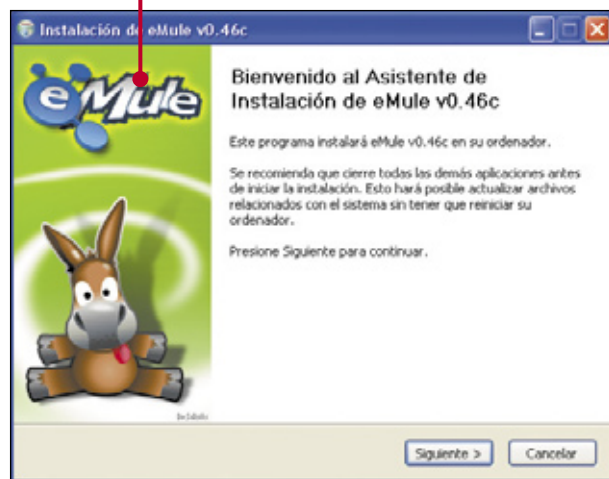 Instalación de eMule v0.46c
eMule
Bienvenido al Asistente de
Instalación de eMule v0.46c
Este programa instalará eMule v0.46c en su ordenador.
Se recomienda que cierre todas las demás aplicaciones antes
de iniciar la instalación. Esto hará posible actualizar archivos
relacionados con el sistema sin tener que reiniciar su
ordenador.
Presione Siguiente para continuar.
Siguiente >
Cancelar